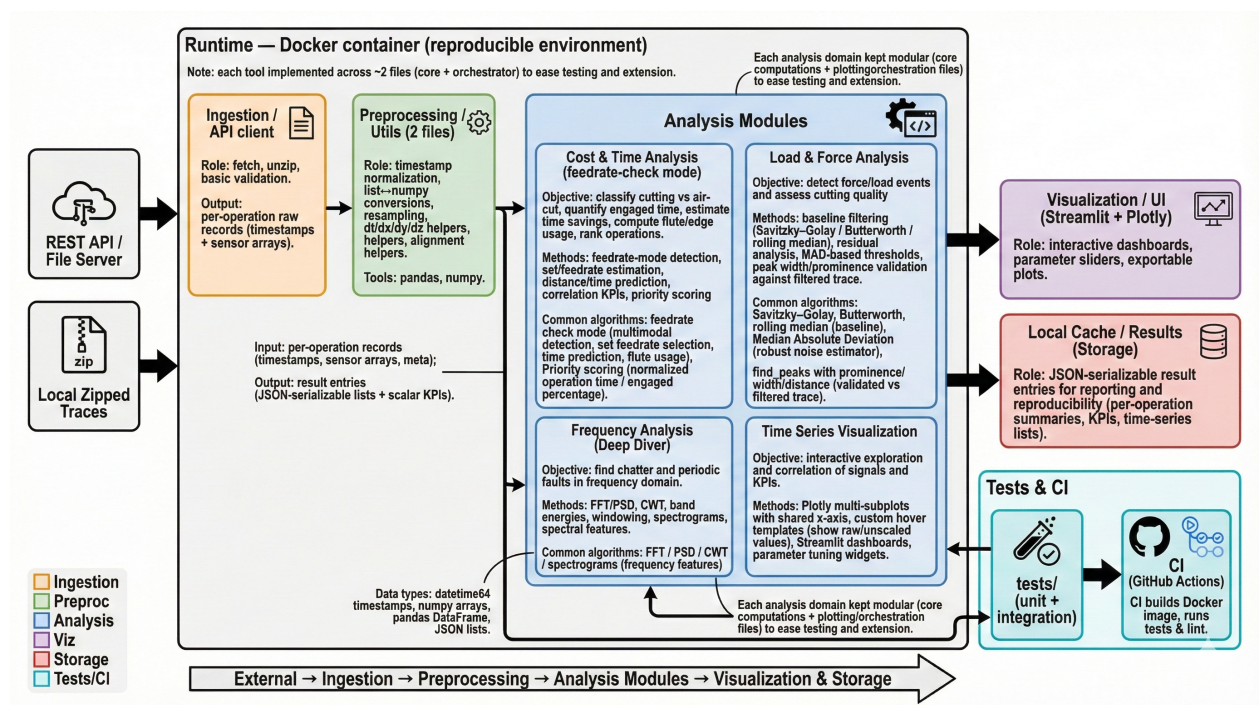 Runtime — Docker container (reproducible environment)
Note: each tool implemented across ~2 files (core + orchestrator) to ease testing and extension.
Each analysis domain kept modular (core
computations + plottingorchestration files)
to ease testing and extension.
REST API /
File Server
zip
Local Zipped
Traces
Ingestion /
API client
Role: fetch, unzip,
basic validation.
Output:
per-operation raw
records (timestamps
+ sensor arrays).
Preprocessing /
Utils (2 files)
Role: timestamp
normalization,
list↔numpy
conversions,
resampling,
dt/dx/dy/dz helpers,
helpers, alignment
helpers.
Tools: pandas, numpy.
Input: per-operation records
(timestamps, sensor arrays, meta);
Output: result entries
(JSON-serializable lists + scalar KPIs).
Analysis Modules
</>
Cost & Time Analysis
(feedrate-check mode)
Objective: classify cutting vs air-
cut, quantify engaged time, estimate
time savings, compute flute/edge
usage, rank operations.
Methods: feedrate-mode detection,
set/feedrate estimation,
distance/time prediction,
correlation KPIs, priority scoring
Common algorithms: feedrate
check mode (multimodal
detection, set feedrate selection,
time prediction, flute usage),
Priority scoring (normalized
operation time / engaged
percentage).
Load & Force Analysis
Objective: detect force/load events
and assess cutting quality
Methods: baseline filtering
(Savitzky–Golay / Butterworth /
rolling median), residual
analysis, MAD-based thresholds,
peak width/prominence validation
against filtered trace.
Common algorithms:
Savitzky–Golay, Butterworth,
rolling median (baseline),
Median Absolute Deviation
(robust noise estimator),
find_peaks with prominence/
width/distance (validated vs
filtered trace).
Frequency Analysis
(Deep Diver)
Objective: find chatter and periodic
faults in frequency domain.
Methods: FFT/PSD, CWT, band
energies, windowing, spectrograms,
spectral features.
Common algorithms: FFT / PSD / CWT
/ spectrograms (frequency features)
Time Series Visualization
Objective: interactive exploration
and correlation of signals and
KPIs.
Methods: Plotly multi-subplots
with shared x-axis, custom hover
templates (show raw/unscaled
values), Streamlit dashboards,
parameter tuning widgets.
Data types: datetime64
timestamps, numpy arrays,
pandas DataFrame,
JSON lists.
Each analysis domain kept modular (core
computations + plotting/orchestration
files) to ease testing and extension.
Visualization / UI
(Streamlit + Plotly)
Role: interactive dashboards,
parameter sliders, exportable
plots.
Local Cache / Results
(Storage)
Role: JSON-serializable result
entries for reporting and
reproducibility (per-operation
summaries, KPIs, time-series
lists).
Tests & CI
tests/
(unit +
integration)
CI
(GitHub Actions)
CI builds Docker
image, runs
tests & lint.
Ingestion
Preproc
Analysis
Viz
Storage
Tests/CI
External → Ingestion → Preprocessing → Analysis Modules → Visualization & Storage